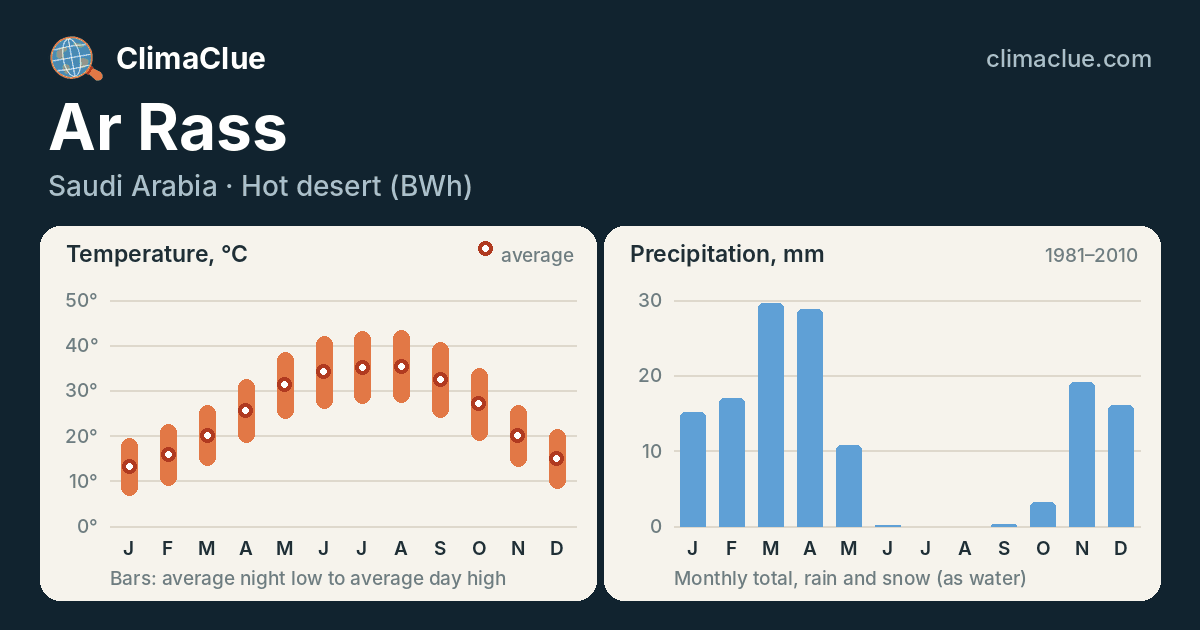 ClimaClue
climaclue.com
Ar Rass
Saudi Arabia · Hot desert (BWh)
Temperature, °C
average
50°
40°
30°
20°
10°
0°
J F M A M J J A S O N D
Bars: average night low to average day high
Precipitation, mm
1981–2010
30
20
10
0
J F M A M J J A S O N D
Monthly total, rain and snow (as water)